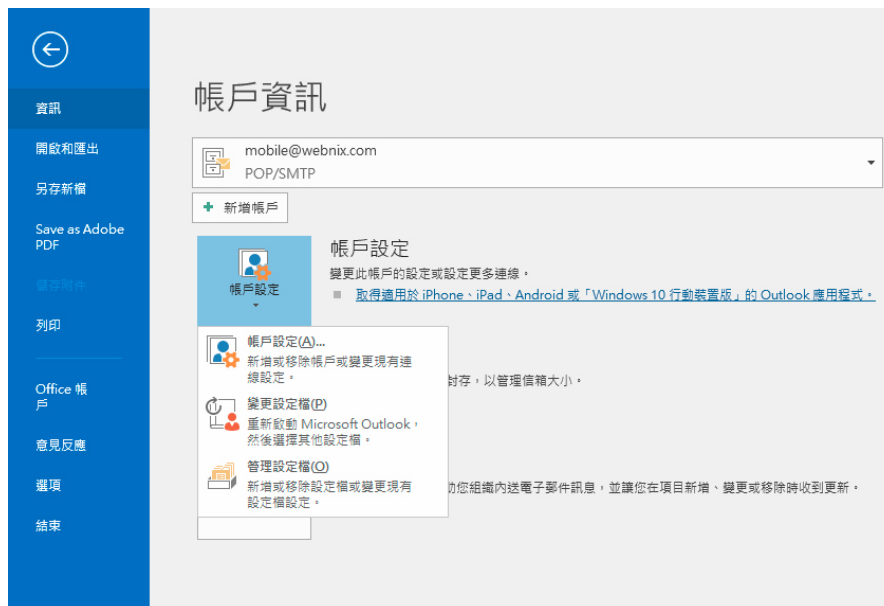 資訊
開啟和匯出
另存新檔
Save as Adobe
PDF
儲存附件
列印
Office 帳
戶
意見反應
選項
結束
帳戶資訊
mobile@webnix.com
POP/SMTP
新增帳戶
帳戶設定
帳戶設定
變更此帳戶的設定或設定更多連線。
取得適用於 iPhone、iPad、Android 或「Windows 10 行動裝置版」的 Outlook 應用程式。
帳戶設定(A)...
新增或移除帳戶或變更現有連
線設定。
封存，以管理信箱大小。
變更設定檔(P)
重新啟動 Microsoft Outlook，
然後選擇其他設定檔。
管理設定檔(O)
新增或移除設定檔或變更現有
設定檔設定。
助您組織內送電子郵件訊息，並讓您在項目新增、變更或移除時收到更新。